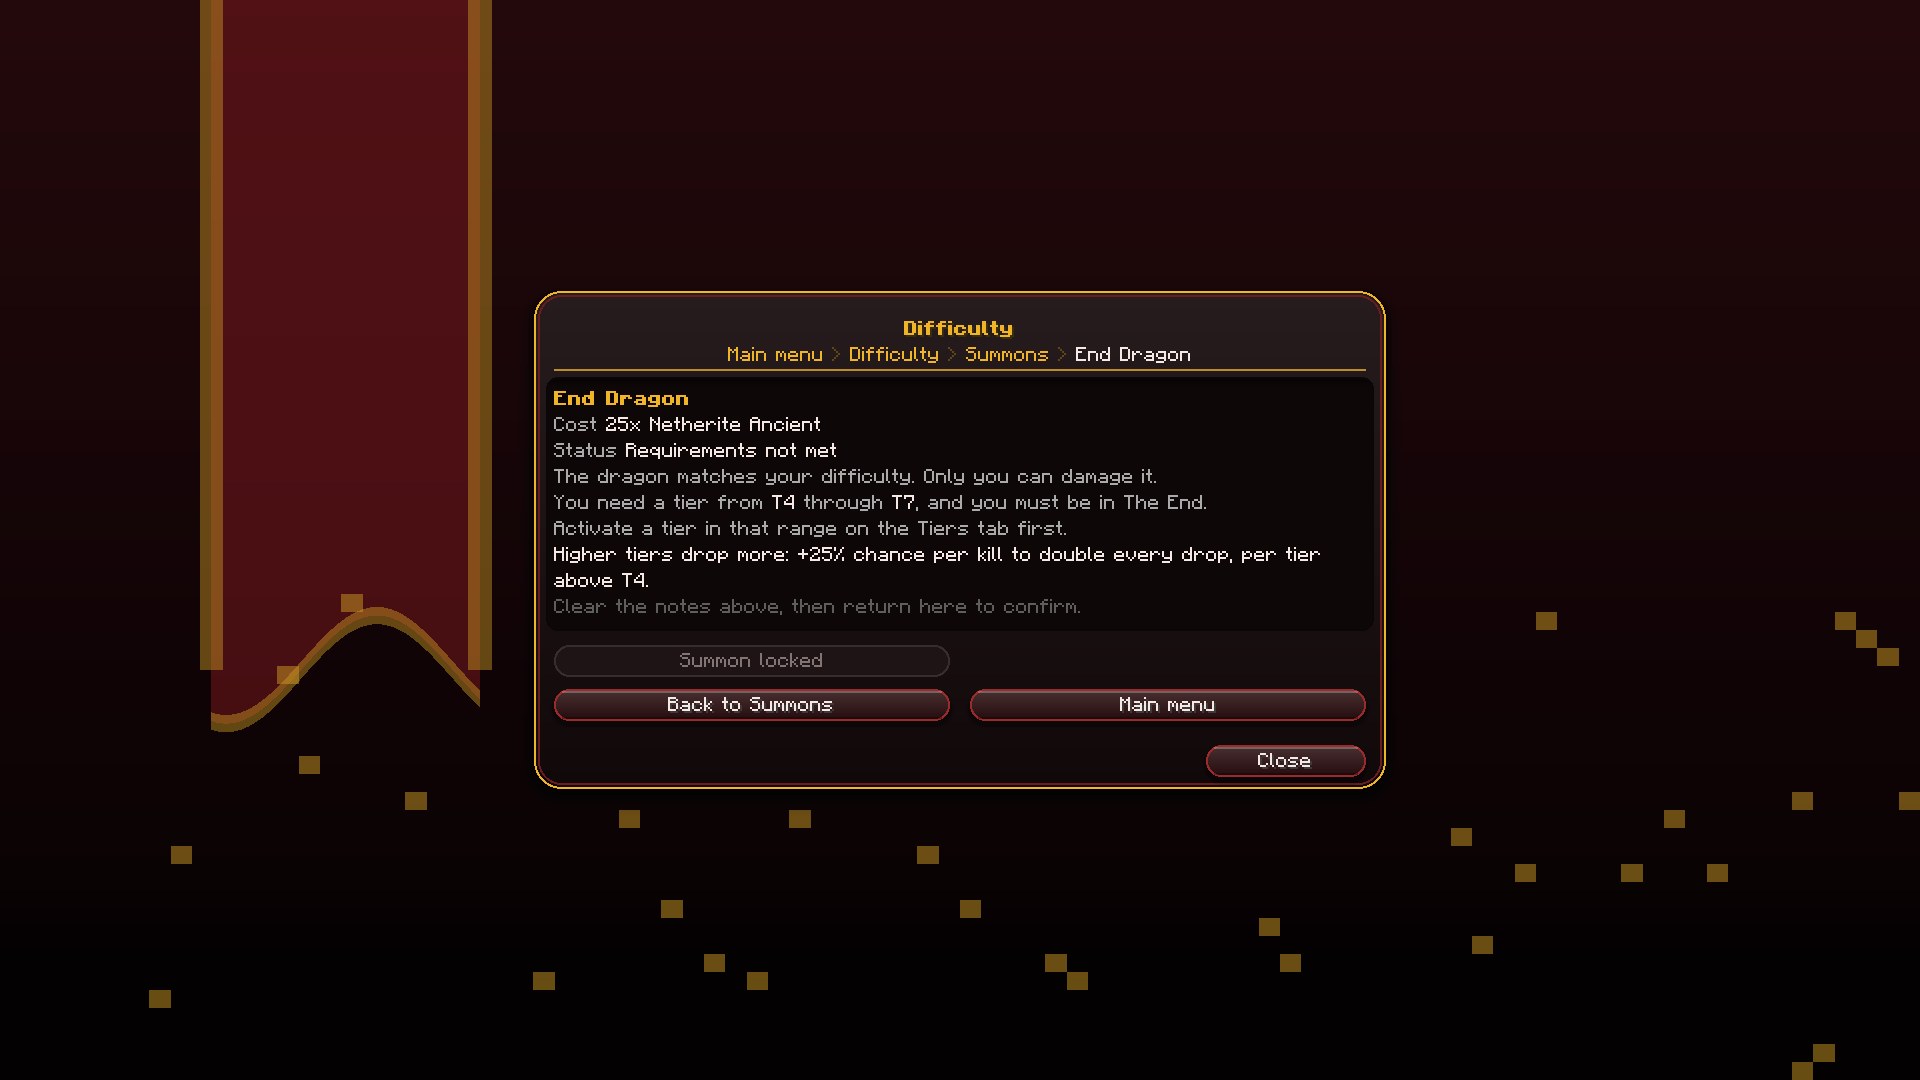 Difficulty
Main menu > Difficulty > Summons > End Dragon
End Dragon
Cost 25x Netherite Ancient
Status Requirements not met
The dragon matches your difficulty. Only you can damage it.
You need a tier from T4 through T7, and you must be in The End.
Activate a tier in that range on the Tiers tab first.
Higher tiers drop more: +25% chance per kill to double every drop, per tier
above T4.
Clear the notes above, then return here to confirm.
Summon locked
Back to Summons
Main menu
Close